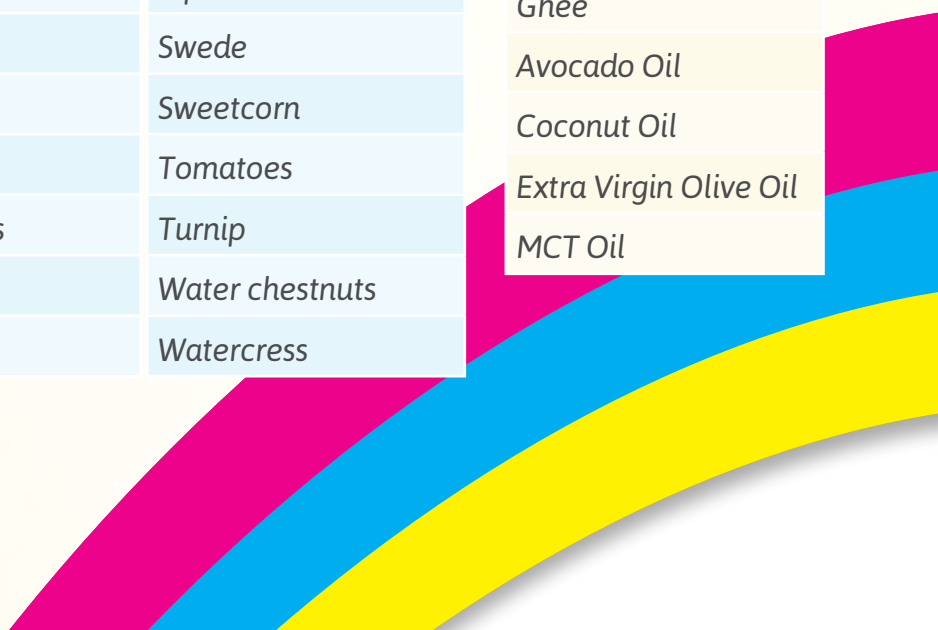 Swede
Sweetcorn
Tomatoes
Turnip
Water chestnuts
Watercress
Ghee
Avocado Oil
Coconut Oil
Extra Virgin Olive Oil
MCT Oil